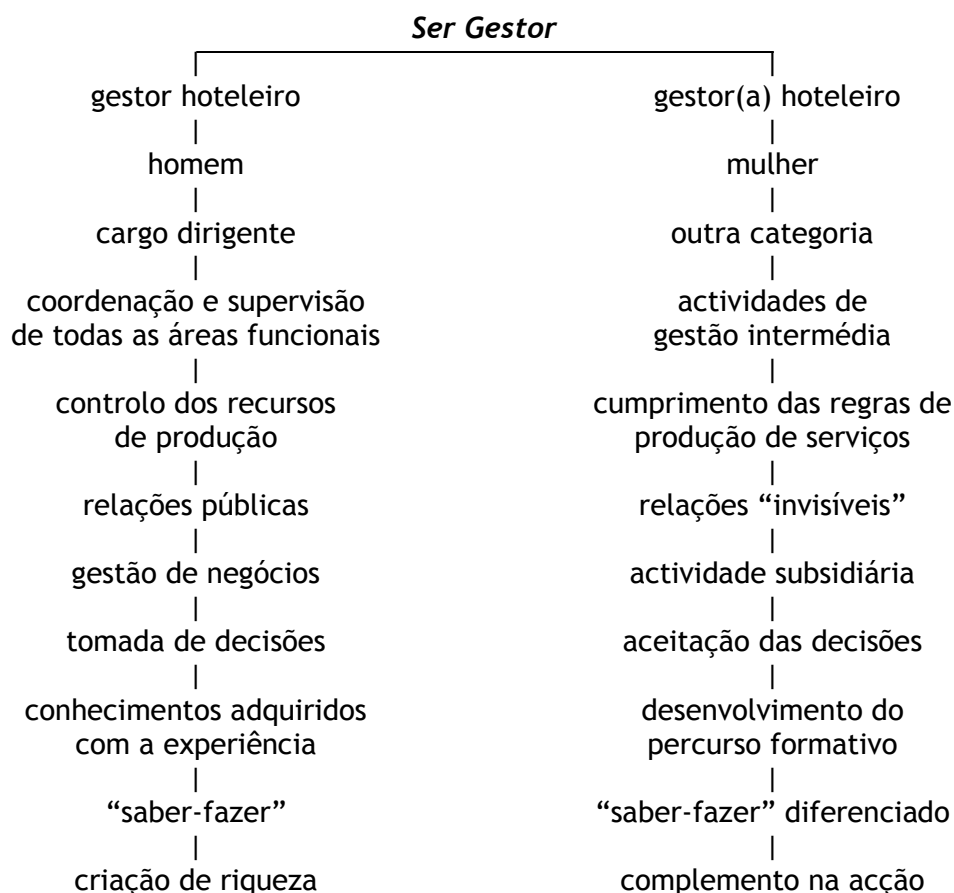 Ser Gestor
gestor hoteleiro
gestor(a) hoteleiro
homem
mulher
cargo dirigente
outra categoria
coordenação e supervisão
de todas as áreas funcionais
actividades de
gestão intermédia
controlo dos recursos
de produção
cumprimento das regras de
produção de serviços
relações públicas
relações “invisíveis”
gestão de negócios
actividade subsidiária
tomada de decisões
aceitação das decisões
conhecimentos adquiridos
com a experiência
desenvolvimento do
percurso formativo
“saber-fazer”
“saber-fazer” diferenciado
criação de riqueza
complemento na acção